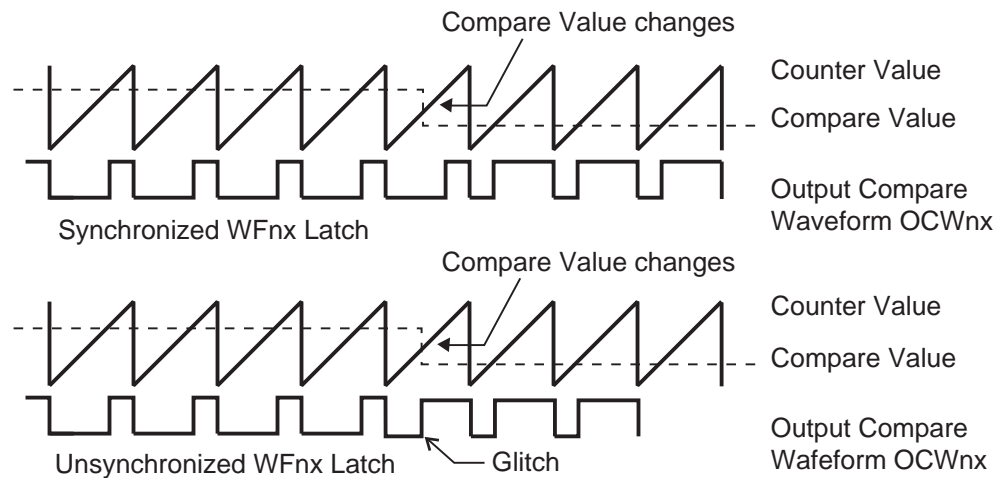 Compare Value changes
Counter Value
Compare Value
Output Compare
Waveform OCWnx
Synchronized WFnx Latch
Compare Value changes
Counter Value
Compare Value
Output Compare
Wafeform OCWnx
Unsynchronized WFnx Latch
Glitch